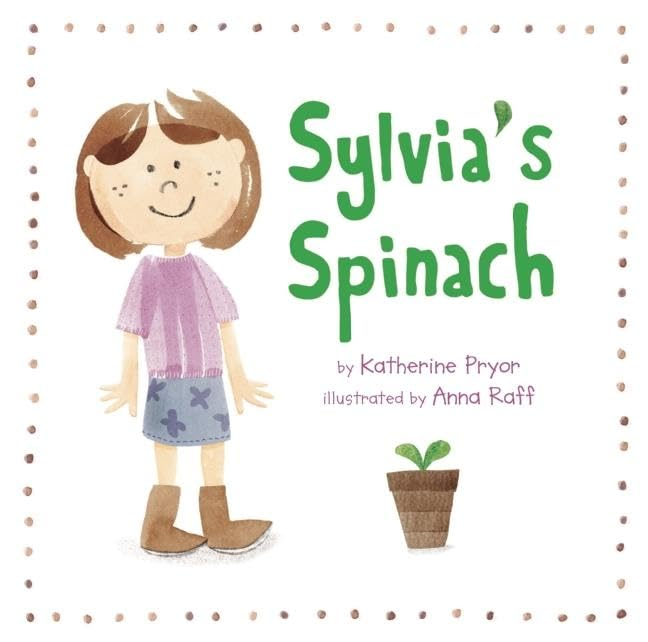 Sylvia's
Spinach
by Katherine Pryor
illustrated by Anna Raff